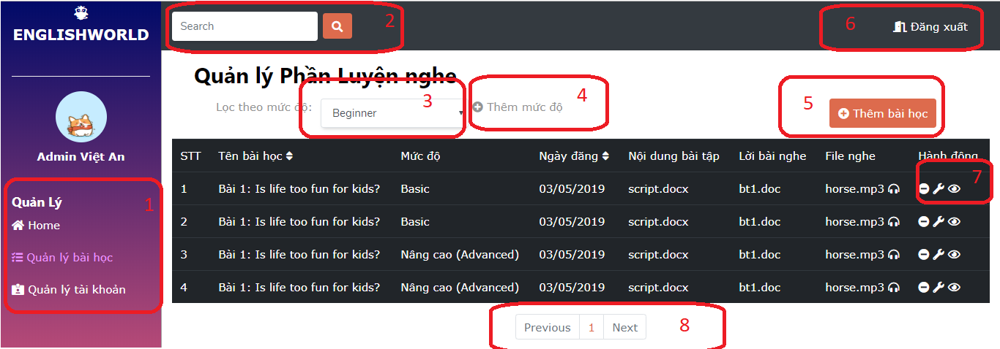 ENGLISHWORLD
Admin Việt An
Quản Lý 1
Home
Quản lý bài học
Quản lý tài khoản
Search 2
6 Đăng xuất
Quản lý Phần Luyện nghe
Lọc theo mức độ: Beginner 3
Thêm mức độ 4
5 Thêm bài học
STT Tên bài học Mức độ Ngày đăng Nội dung bài tập Lời bài nghe File nghe Hành động
1 Bài 1: Is life too fun for kids? Basic 03/05/2019 script.docx bt1.doc horse.mp3 7
2 Bài 1: Is life too fun for kids? Basic 03/05/2019 script.docx bt1.doc horse.mp3
3 Bài 1: Is life too fun for kids? Nâng cao (Advanced) 03/05/2019 script.docx bt1.doc horse.mp3
4 Bài 1: Is life too fun for kids? Nâng cao (Advanced) 03/05/2019 script.docx bt1.doc horse.mp3
Previous 1 Next 8